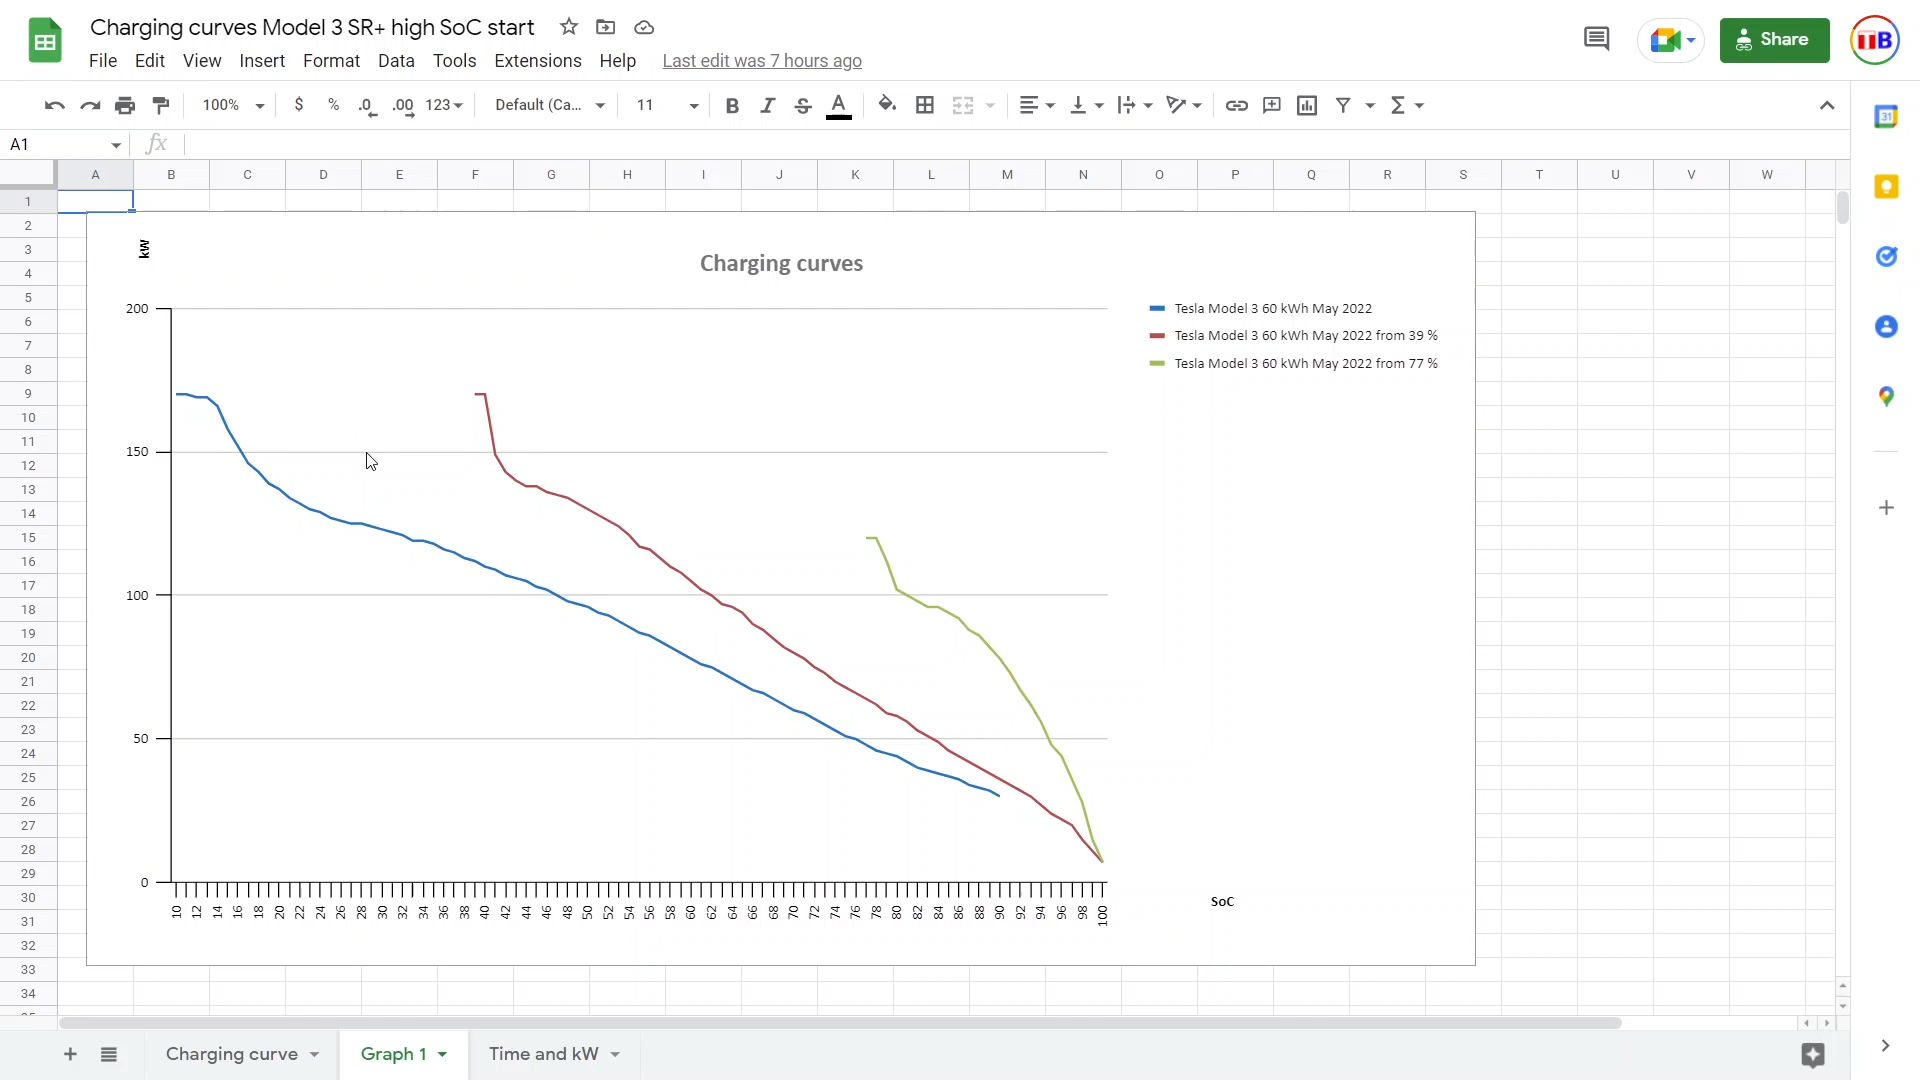 Charging curves Model 3 SR+ high SoC start
File Edit View Insert Format Data Tools Extensions Help Last edit was 7 hours ago
Share
TTB
100% $ % .0 .00 123 Default (Ca... 11 B I S A
31
A1 fx
A B C D E F G H I J K L M N O P Q R S T U V W
1
2
3
4
5
6
7
8
9
10
11
12
13
14
15
16
17
18
19
20
21
22
23
24
25
26
27
28
29
30
31
32
33
34
kW
Charging curves
200
150
100
50
0
Tesla Model 3 60 kWh May 2022
Tesla Model 3 60 kWh May 2022 from 39 %
Tesla Model 3 60 kWh May 2022 from 77 %
10 12 14 16 18 20 22 24 26 28 30 32 34 36 38 40 42 44 46 48 50 52 54 56 58 60 62 64 66 68 70 72 74 76 78 80 82 84 86 88 90 92 94 96 98 100
SoC
Charging curve Graph 1 Time and kW